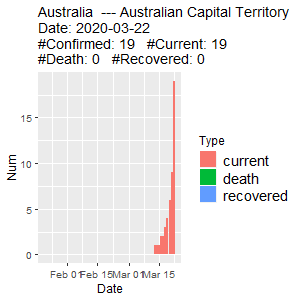 Australia  --- Australian Capital Territory
Date: 2020-03-22
#Confirmed: 19   #Current: 19
#Death: 0   #Recovered: 0
Num
15
10
5
0
Feb 01 Feb 15 Mar 01 Mar 15
Date
Type
current
death
recovered